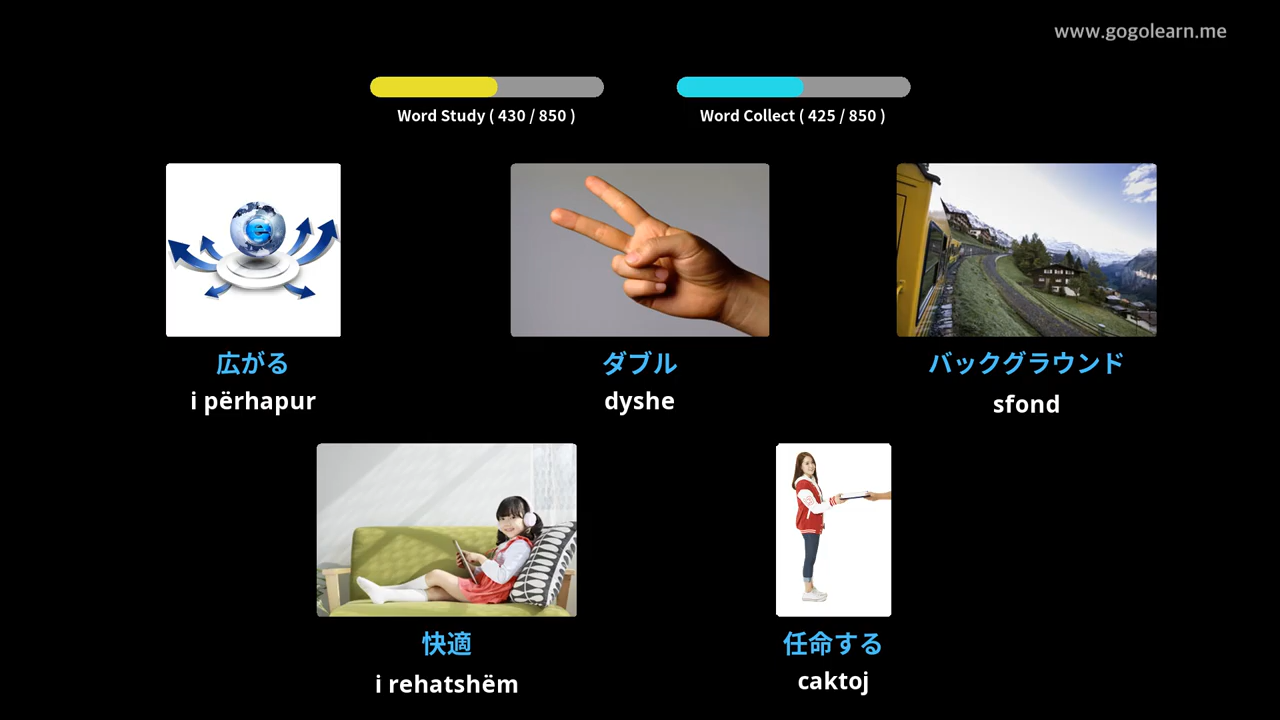 www.gogolearn.me
Word Study ( 430 / 850 )
Word Collect ( 425 / 850 )
e
広がる
i përhapur
ダブル
dyshe
バックグラウンド
sfond
快適
i rehatshëm
任命する
caktoj